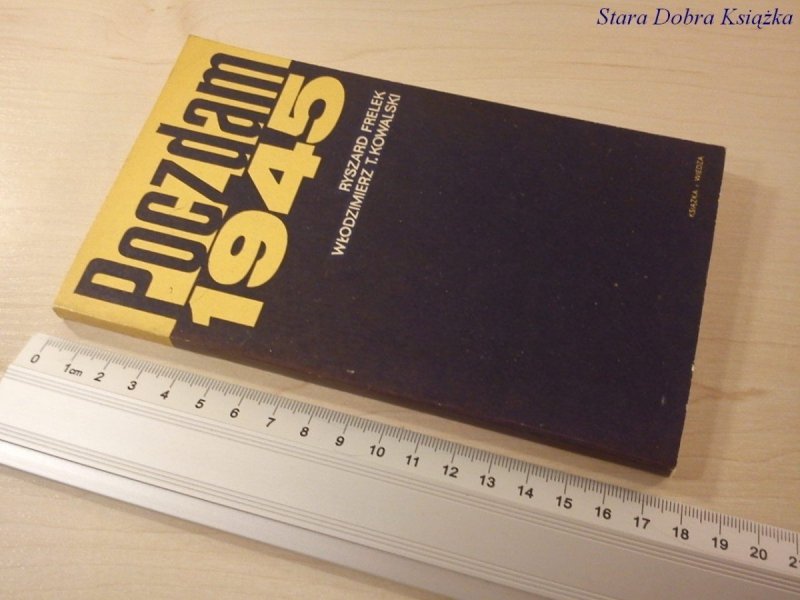 Stara Dobra Książka
Poczdam
1945
RYSZARD FRELEK
WŁODZIMIERZ T. KOWALSKI
KSIĄŻKA i WIEDZA
0 1cm 2 3 4 5 6 7 8 9 10 11 12 13 14 15 16 17 18 19 20